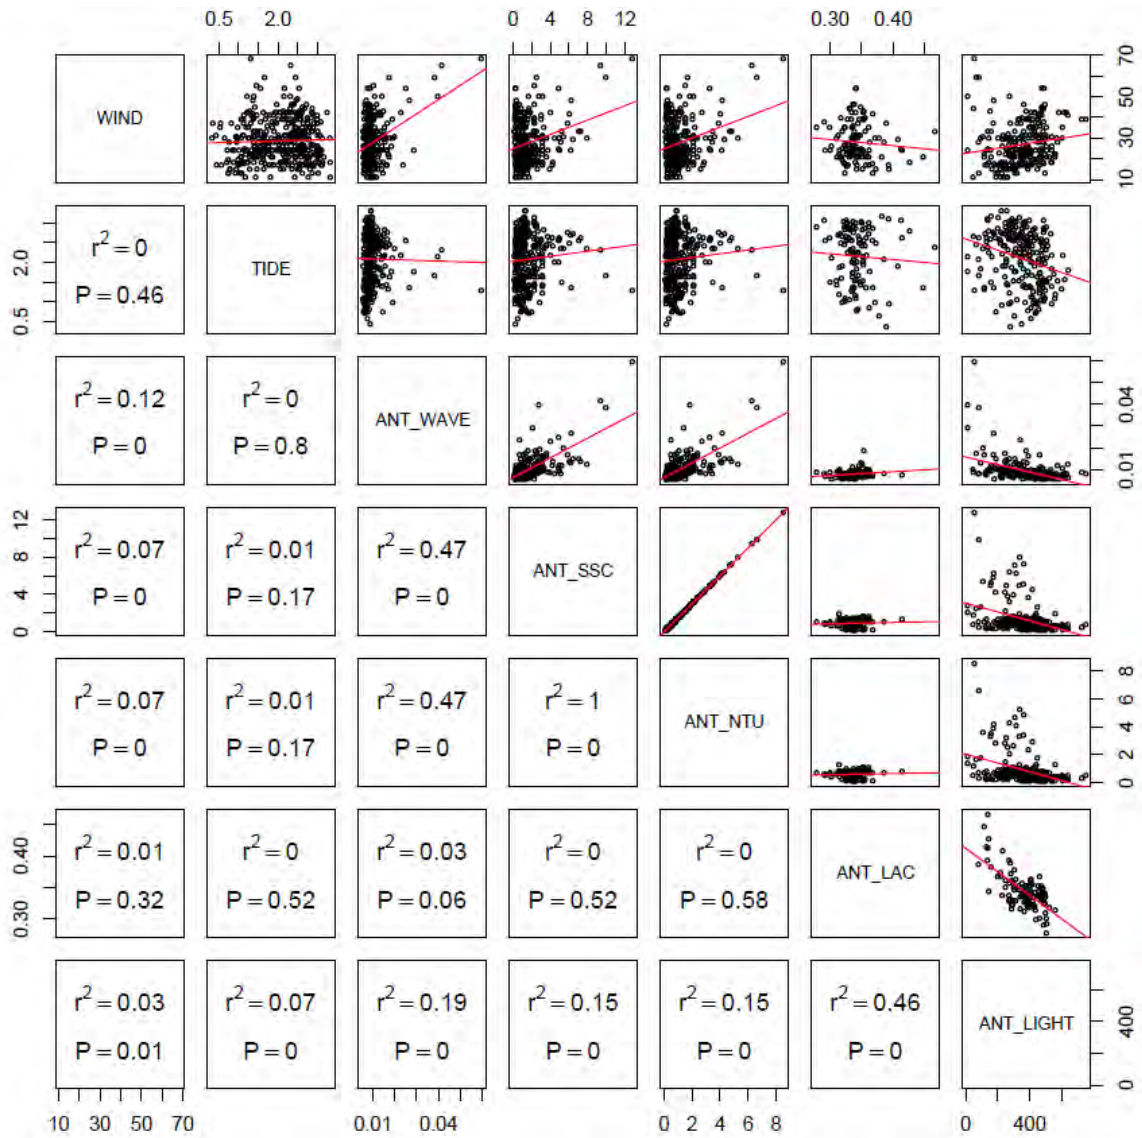 0.5 2.0 0 4 8 12 0.30 0.40
WIND
10 30 50 70
r² = 0
P = 0.46
TIDE
0.5 2.0
r² = 0.12
P = 0
r² = 0
P = 0.8
ANT_WAVE
0.01 0.04
r² = 0.07
P = 0
r² = 0.01
P = 0.17
r² = 0.47
P = 0
ANT_SSC
0 4 8 12
r² = 0.07
P = 0
r² = 0.01
P = 0.17
r² = 0.47
P = 0
r² = 1
P = 0
ANT_NTU
0 2 4 6 8
r² = 0.01
P = 0.32
r² = 0
P = 0.52
r² = 0.03
P = 0.06
r² = 0
P = 0.52
r² = 0
P = 0.58
ANT_LAC
0.30 0.40
r² = 0.03
P = 0.01
r² = 0.07
P = 0
r² = 0.19
P = 0
r² = 0.15
P = 0
r² = 0.15
P = 0
r² = 0.46
P = 0
ANT_LIGHT
0 400
10 30 50 70 0.01 0.04 0 2 4 6 8 0 400